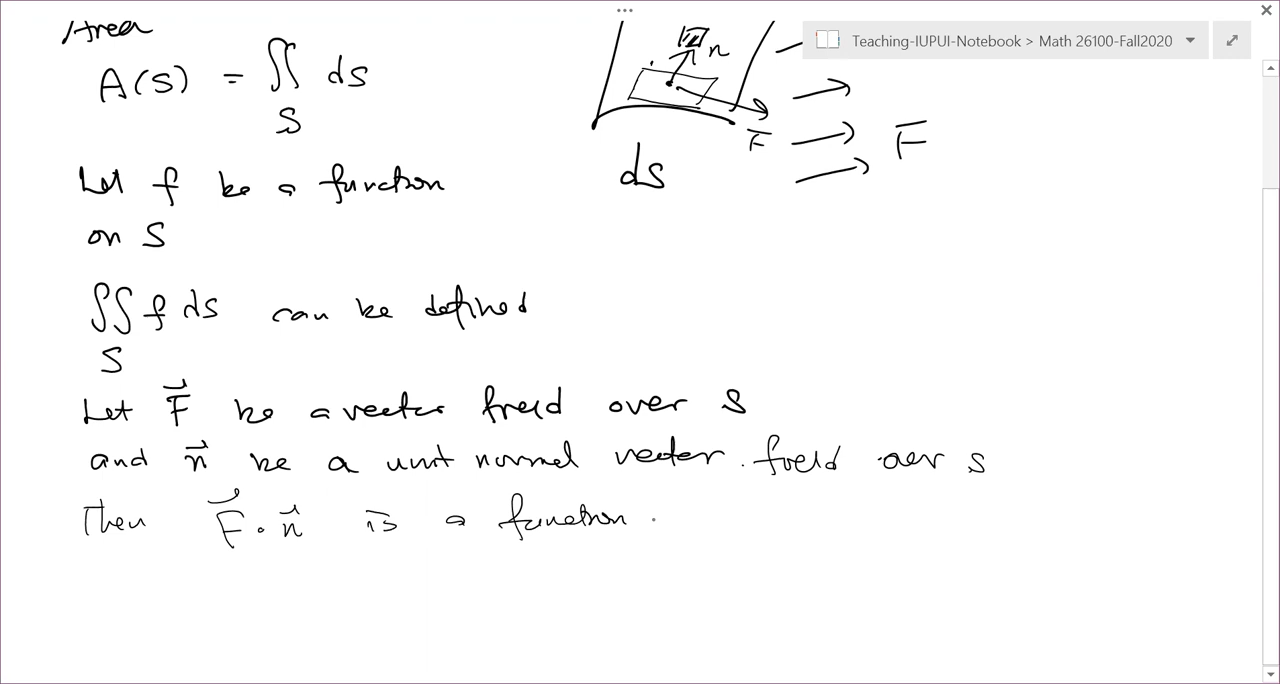 Area
Teaching-IUPUI-Notebook > Math 26100-Fall2020
n
A(S) = ∬ ds
S
F̅
F̅
ds
Let f be a function
on S
∬ f ds can be defined
S
Let F⃗ be a vector field over S
and n⃗ be a unit normal vector field over S
Then F⃗ · n⃗ is a function